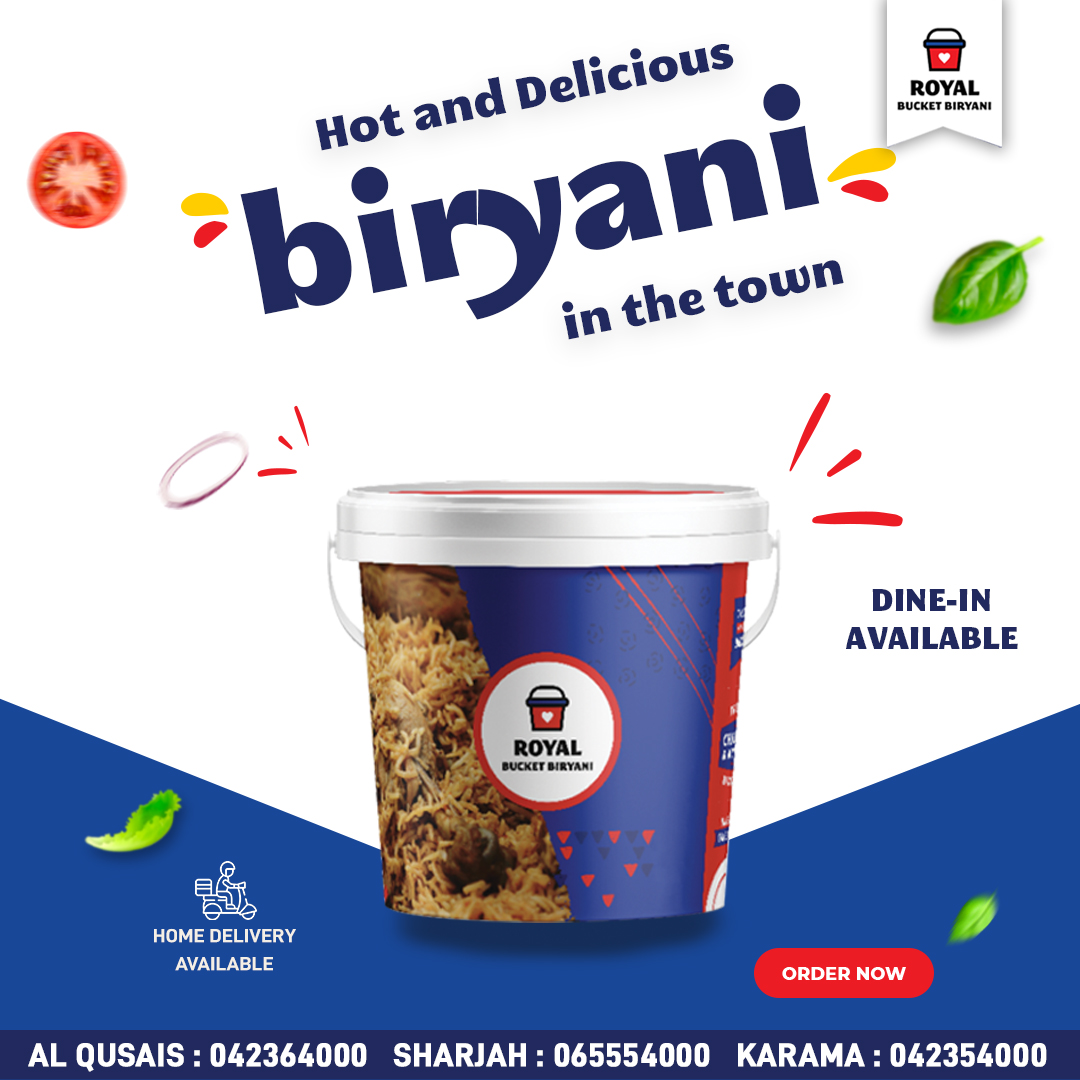 ROYAL
BUCKET BIRYANI
Hot and Delicious
biryani
in the town
DINE-IN
AVAILABLE
ROYAL
BUCKET BIRYANI
HOME DELIVERY
AVAILABLE
ORDER NOW
AL QUSAIS : 042364000 SHARJAH : 065554000 KARAMA : 042354000